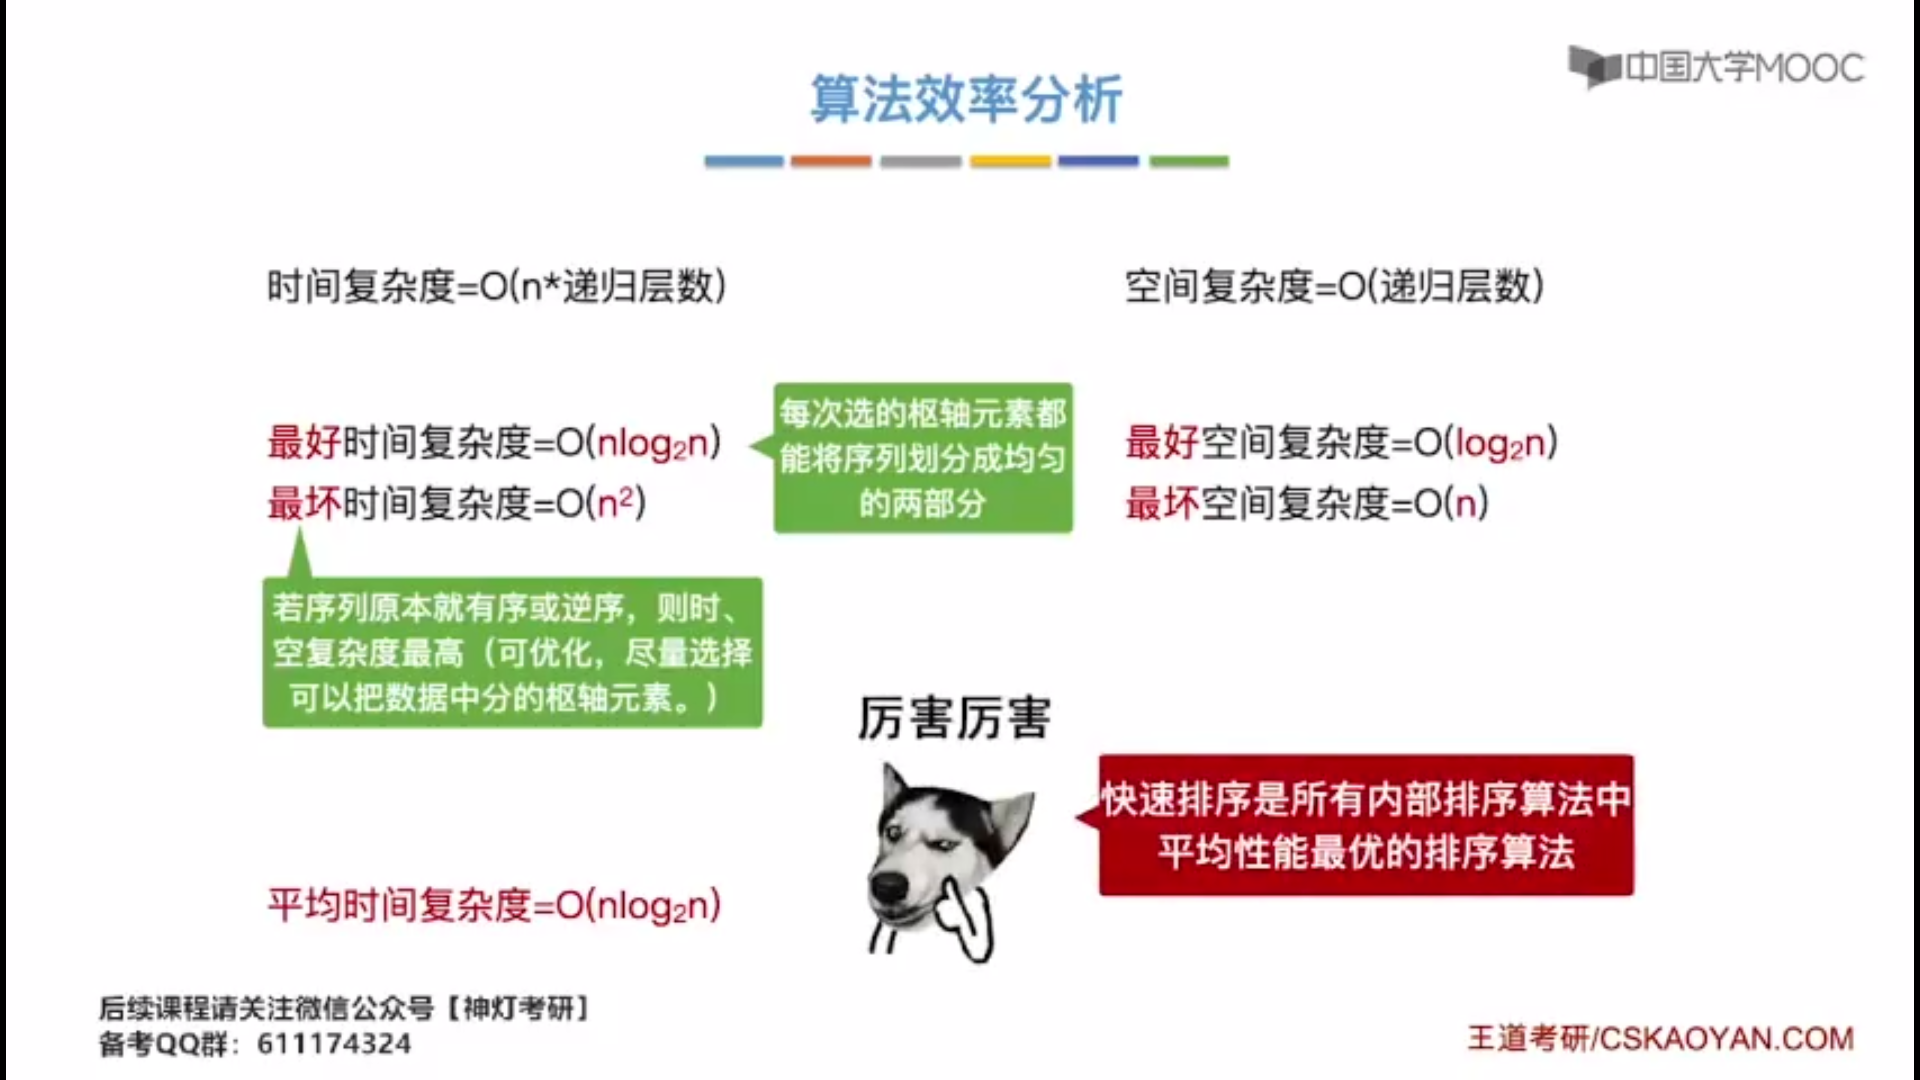 中国大学MOOC
算法效率分析
时间复杂度=O(n*递归层数)
空间复杂度=O(递归层数)
最好时间复杂度=O(nlog₂n)
最坏时间复杂度=O(n²)
每次选的枢轴元素都
能将序列划分成均匀
的两部分
最好空间复杂度=O(log₂n)
最坏空间复杂度=O(n)
若序列原本就有序或逆序，则时、
空复杂度最高（可优化，尽量选择
可以把数据中分的枢轴元素。）
厉害厉害
快速排序是所有内部排序算法中
平均性能最优的排序算法
平均时间复杂度=O(nlog₂n)
后续课程请关注微信公众号【神灯考研】
备考QQ群：611174324
王道考研/CSKAOYAN.COM